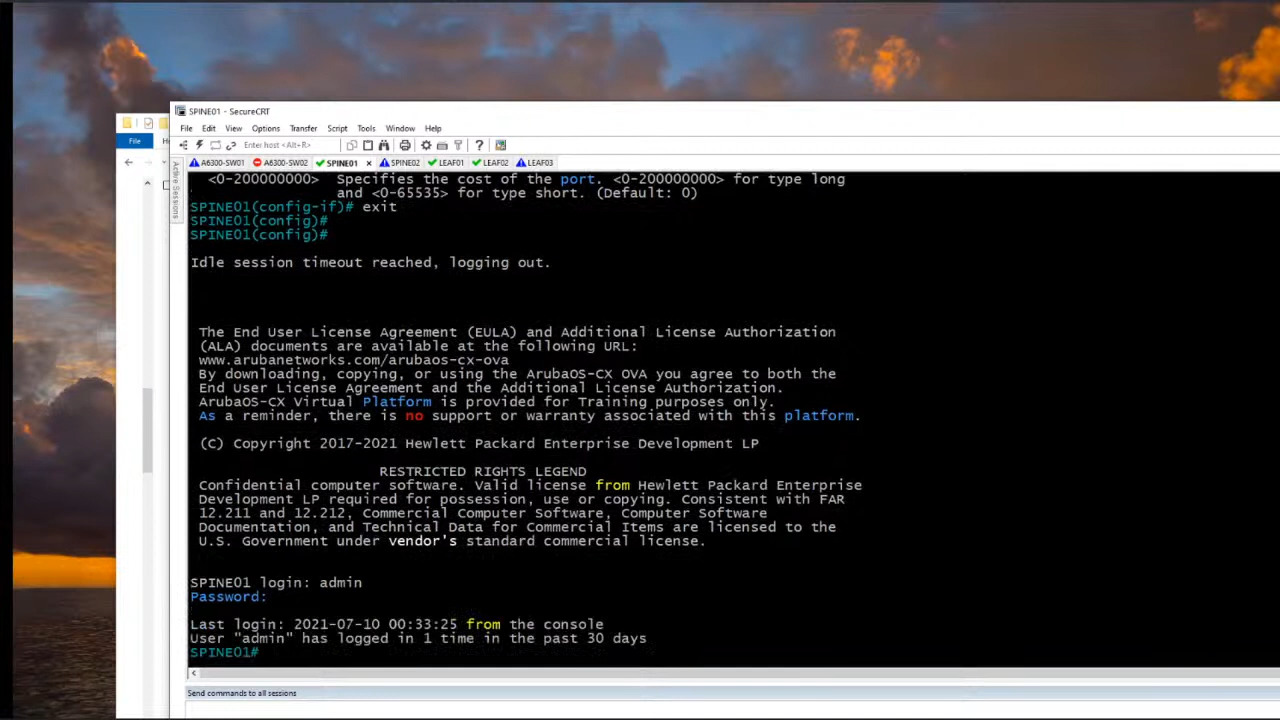 SPINE01 - SecureCRT
File Edit View Options Transfer Script Tools Window Help
File
Enter host <Alt+R>
A6300-SW01 A6300-SW02 SPINE01 × SPINE02 LEAF01 LEAF02 LEAF03
Active Sessions
<0-200000000> specifies the cost of the port. <0-200000000> for type long
and <0-65535> for type short. (Default: 0)
SPINE01(config-if)# exit
SPINE01(config)#
SPINE01(config)#
Idle session timeout reached, logging out.
The End User License Agreement (EULA) and Additional License Authorization
(ALA) documents are available at the following URL:
www.arubanetworks.com/arubaos-cx-ova
By downloading, copying, or using the ArubaOS-CX OVA you agree to both the
End User License Agreement and the Additional License Authorization.
ArubaOS-CX Virtual Platform is provided for Training purposes only.
As a reminder, there is no support or warranty associated with this platform.
(C) Copyright 2017-2021 Hewlett Packard Enterprise Development LP
RESTRICTED RIGHTS LEGEND
Confidential computer software. Valid license from Hewlett Packard Enterprise
Development LP required for possession, use or copying. Consistent with FAR
12.211 and 12.212, Commercial Computer Software, Computer Software
Documentation, and Technical Data for Commercial Items are licensed to the
U.S. Government under vendor's standard commercial license.
SPINE01 login: admin
Password:
Last login: 2021-07-10 00:33:25 from the console
User "admin" has logged in 1 time in the past 30 days
SPINE01#
Send commands to all sessions